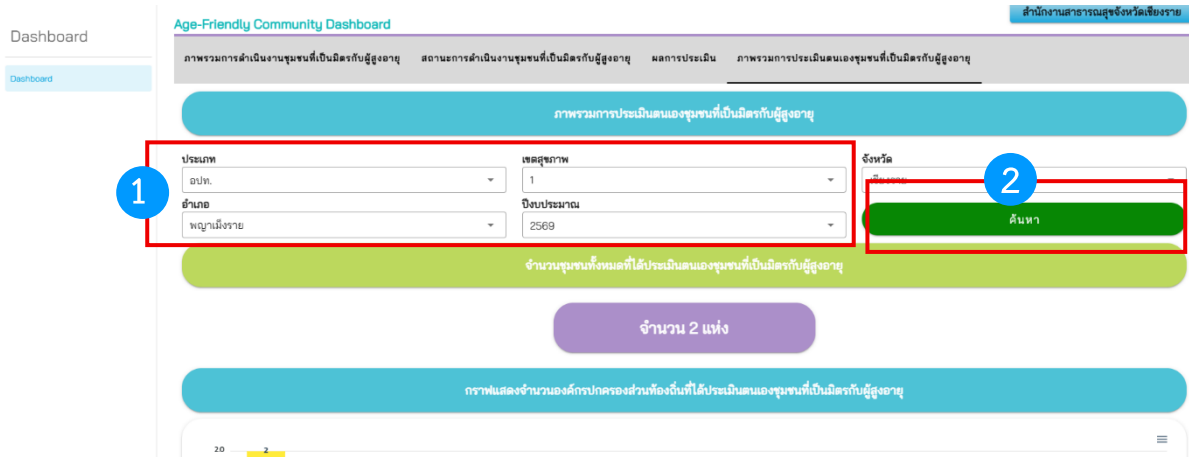 สำนักงานสาธารณสุขจังหวัดเชียงราย
Dashboard
Age-Friendly Community Dashboard
ภาพรวมการดำเนินงานชุมชนที่เป็นมิตรกับผู้สูงอายุ สถานะการดำเนินงานชุมชนที่เป็นมิตรกับผู้สูงอายุ ผลการประเมิน ภาพรวมการประเมินตนเองชุมชนที่เป็นมิตรกับผู้สูงอายุ
Dashboard
ภาพรวมการประเมินตนเองชุมชนที่เป็นมิตรกับผู้สูงอายุ
ประเภท เขตสุขภาพ จังหวัด
อปท. 1 เชียงราย
1 2
อำเภอ ปีงบประมาณ
พญาเม็งราย 2569 ค้นหา
จำนวนชุมชนทั้งหมดที่ได้ประเมินตนเองชุมชนที่เป็นมิตรกับผู้สูงอายุ
จำนวน 2 แห่ง
กราฟแสดงจำนวนองค์กรปกครองส่วนท้องถิ่นที่ได้ประเมินตนเองชุมชนที่เป็นมิตรกับผู้สูงอายุ
20 2